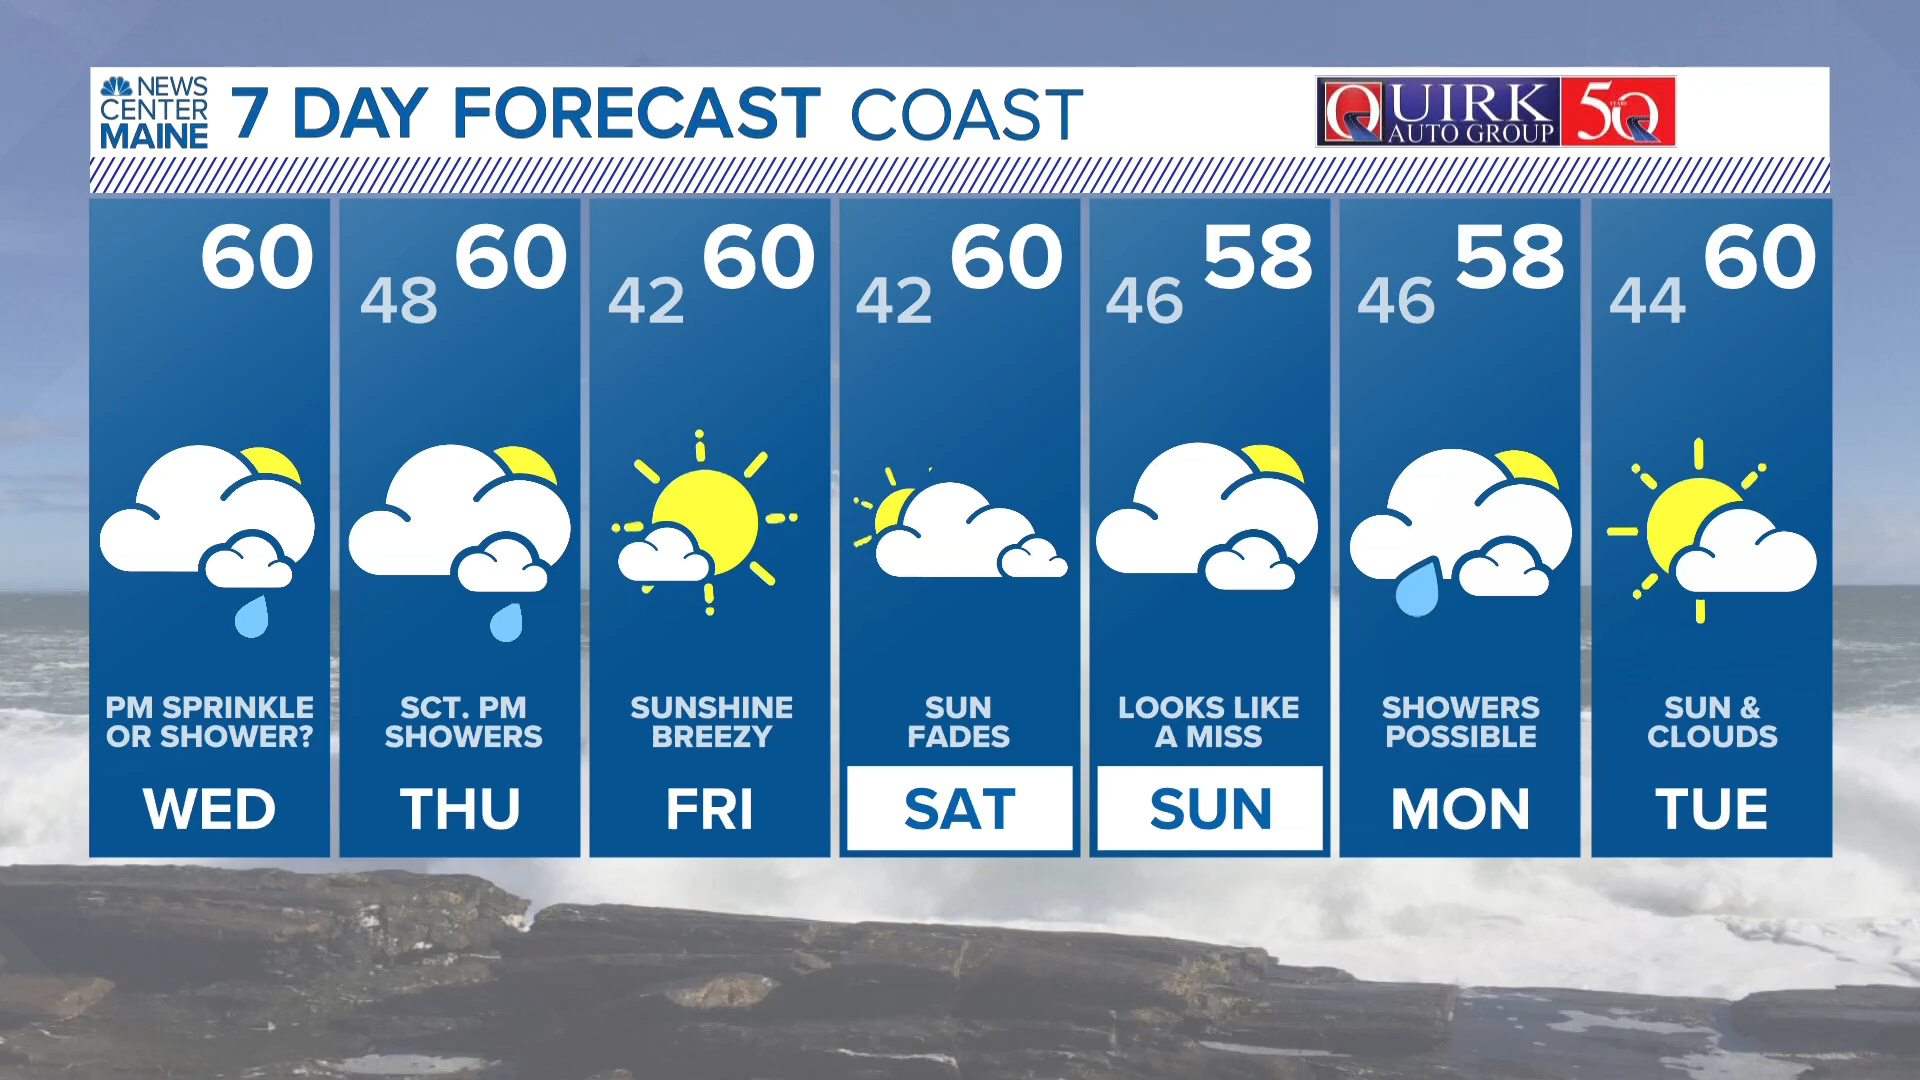 NEWS
CENTER
MAINE
7 DAY FORECAST COAST
QUIRK
AUTO GROUP
50
YEARS
60
PM SPRINKLE
OR SHOWER?
WED
48 60
SCT. PM
SHOWERS
THU
42 60
SUNSHINE
BREEZY
FRI
42 60
SUN
FADES
SAT
46 58
LOOKS LIKE
A MISS
SUN
46 58
SHOWERS
POSSIBLE
MON
44 60
SUN &
CLOUDS
TUE